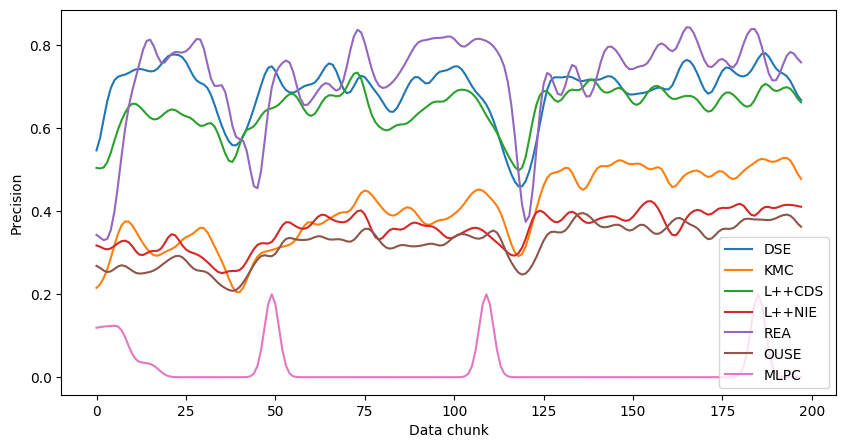 Precision
0.8
0.6
0.4
0.2
0.0
0
25
50
75
100
125
150
175
200
Data chunk
DSE
KMC
L++CDS
L++NIE
REA
OUSE
MLPC